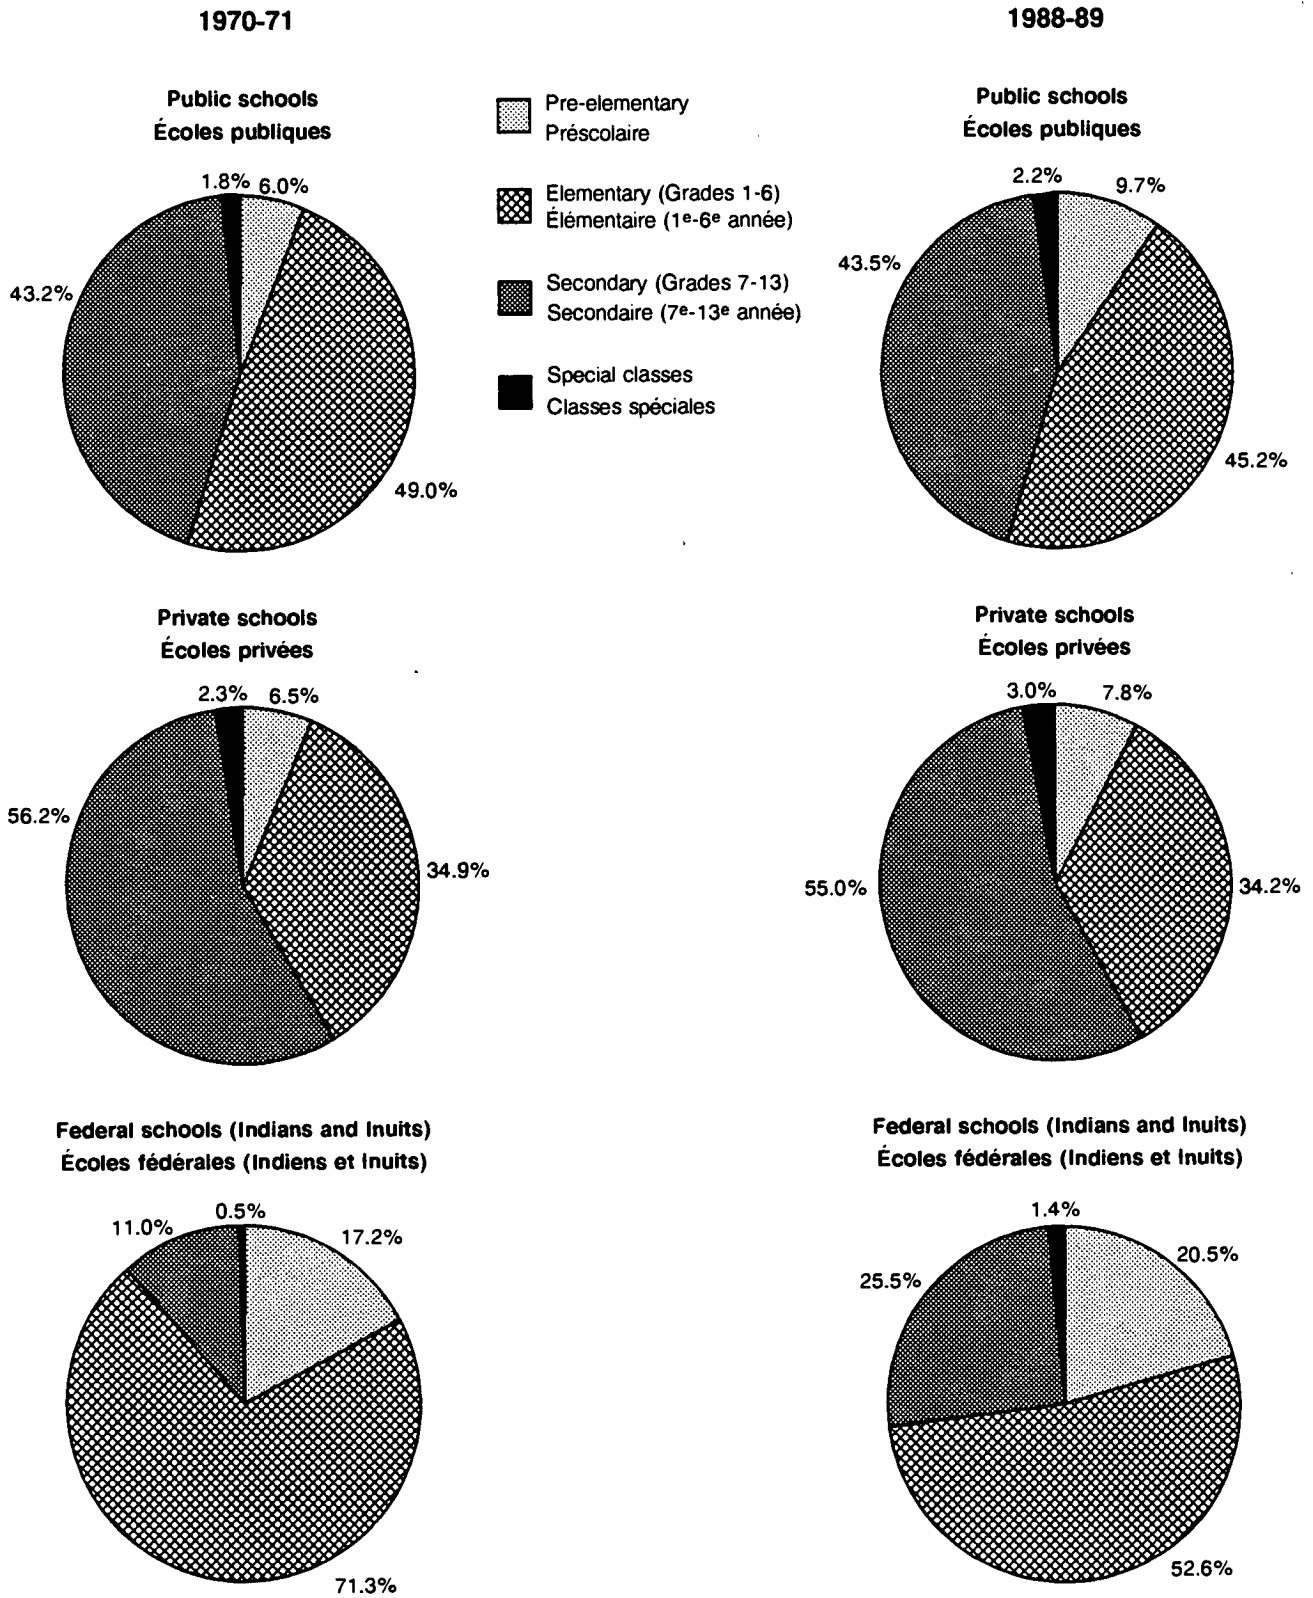 1970-71
1988-89
Public schools
Écoles publiques
1.8%
6.0%
43.2%
49.0%
Pre-elementary
Préscolaire
Elementary (Grades 1-6)
Élémentaire (1e-6e année)
Secondary (Grades 7-13)
Secondaire (7e-13e année)
Special classes
Classes spéciales
Public schools
Écoles publiques
2.2%
9.7%
43.5%
45.2%
Private schools
Écoles privées
2.3%
6.5%
56.2%
34.9%
Private schools
Écoles privées
3.0%
7.8%
55.0%
34.2%
Federal schools (Indians and Inuits)
Écoles fédérales (Indiens et Inuits)
0.5%
11.0%
17.2%
71.3%
Federal schools (Indians and Inuits)
Écoles fédérales (Indiens et Inuits)
1.4%
20.5%
25.5%
52.6%